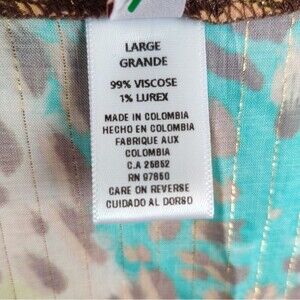 LARGE
GRANDE
99% VISCOSE
1% LUREX
MADE IN COLOMBIA
HECHO EN COLOMBIA
FABRIQUE AUX
COLOMBIA
C.A 25852
RN 97850
CARE ON REVERSE
CUIDADO AL DORSO